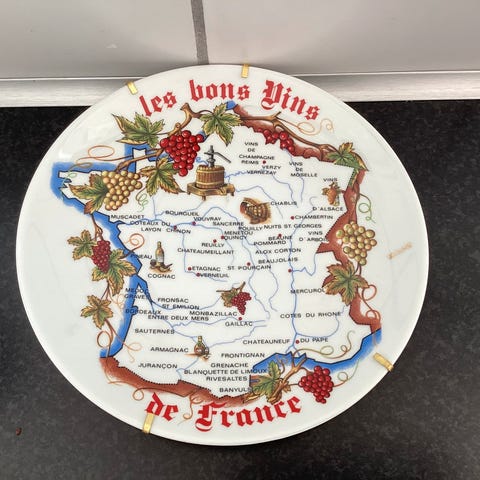 les bons Vins
VINS
DE
CHAMPAGNE
REIMS
VERZY
VERZENAY
VINS
DE
MOSELLE
VINS
D'ALSACE
CHABLIS
MUSCADET
BOURGUEIL
VOUVRAY
COTEAUX DU
LAYON
CHINON
SANCERRE
POUILLY
MENETOU
QUINCY
REUILLY
CHATEAUMEILLANT
CHAMBERTIN
NUITS ST. GEORGES
BEAUNE
POMMARD
ALOX CORTON
VINS
D'ARBOIS
BEAUJOLAIS
PINEAU
COGNAC
ETAGNAC
VERNEUIL
ST. POURÇAIN
MERCUROL
MEDOC
GRAVES
BORDEAUX
FRONSAC
ST EMILION
ENTRE DEUX MERS
MONBAZILLAC
GAILLAC
COTES DU RHONE
SAUTERNES
ARMAGNAC
JURANÇON
CHATEAUNEUF
DU PAPE
FRONTIGNAN
GRENACHE
BLANQUETTE DE LIMOUX
RIVESALTES
BANYULS
de France